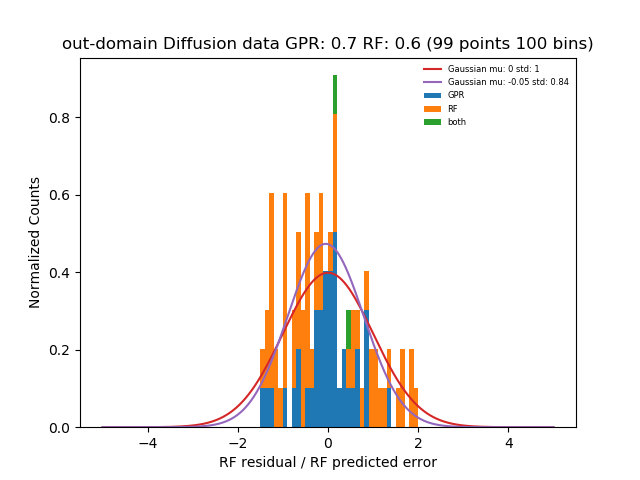 out-domain Diffusion data GPR: 0.7 RF: 0.6 (99 points 100 bins)
Gaussian mu: 0 std: 1
Gaussian mu: -0.05 std: 0.84
GPR
RF
both
Normalized Counts
0.8
0.6
0.4
0.2
0.0
−4 −2 0 2 4
RF residual / RF predicted error